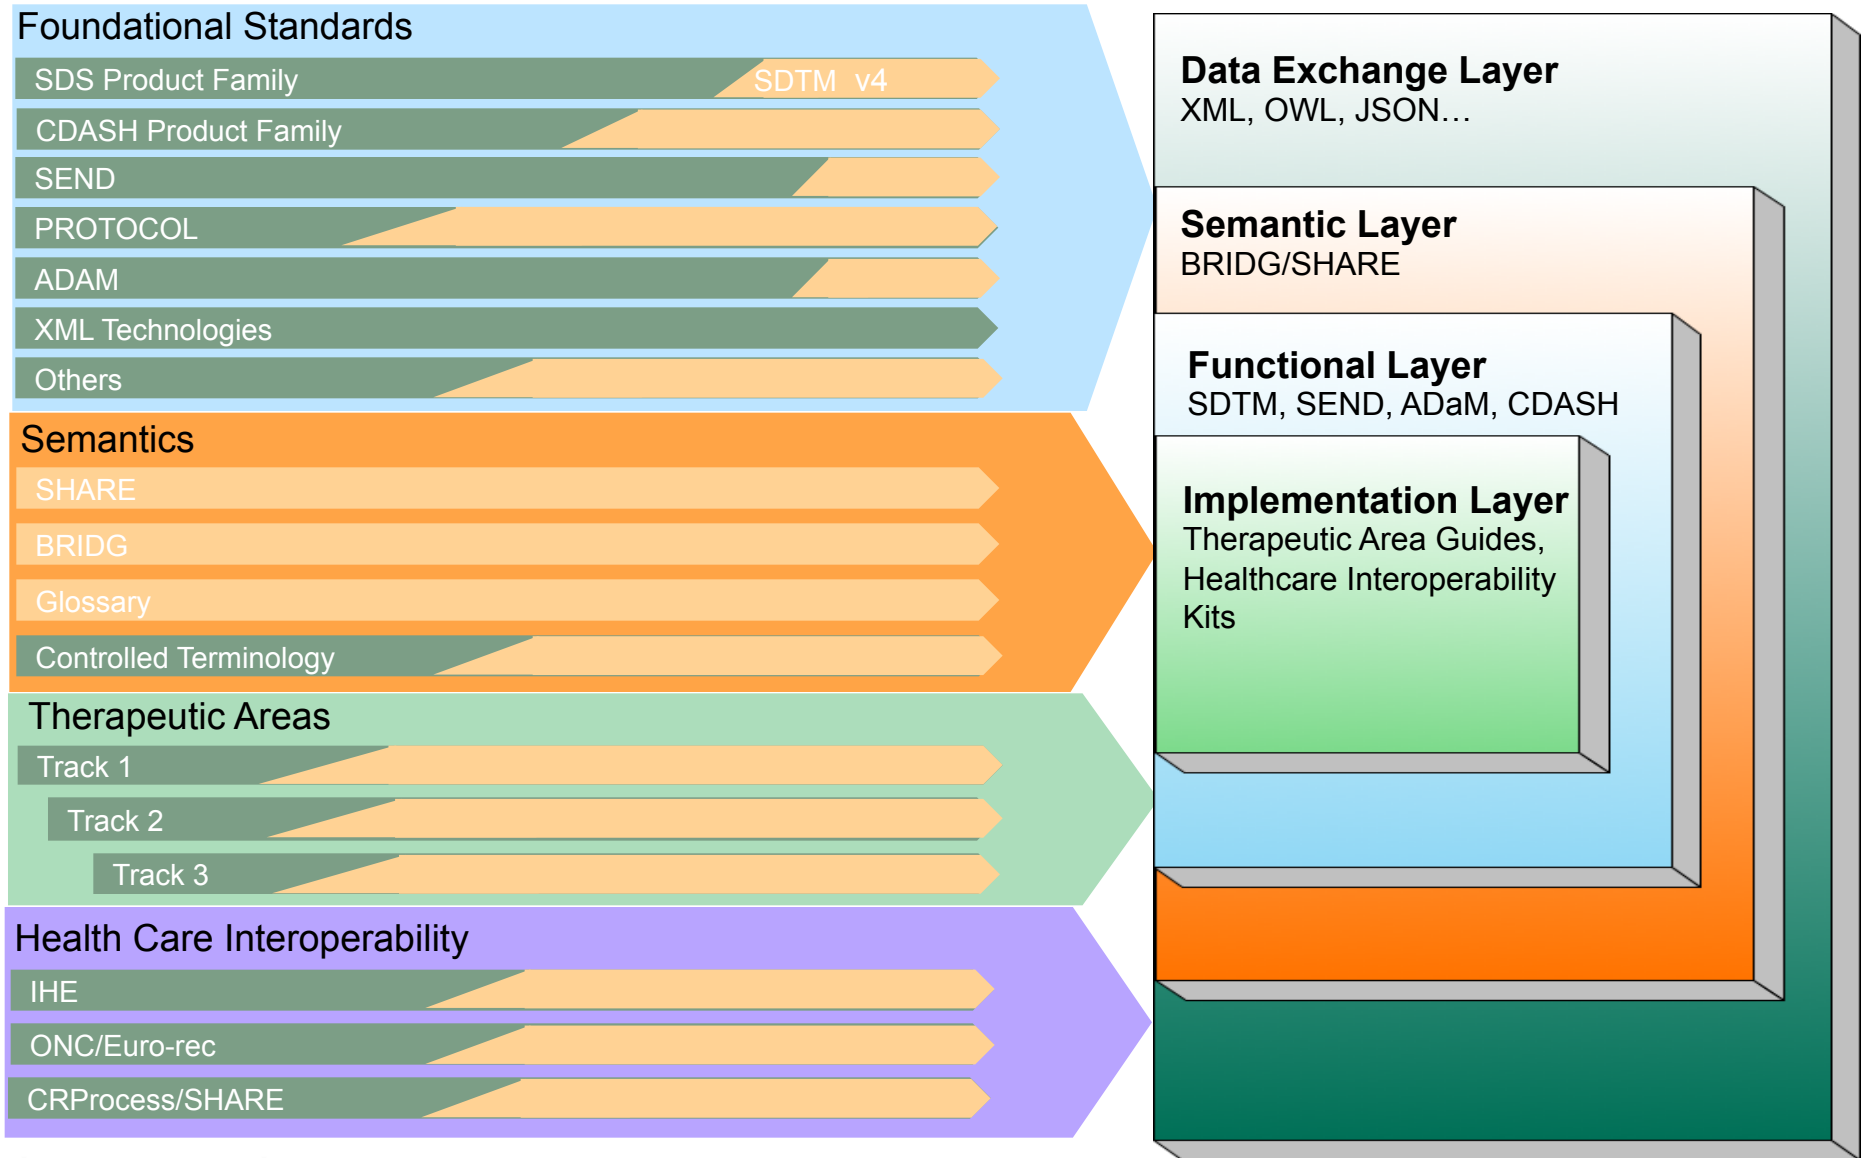 Foundational Standards
SDS Product Family
SDTM v4
CDASH Product Family
SEND
PROTOCOL
ADAM
XML Technologies
Others
Semantics
SHARE
BRIDG
Glossary
Controlled Terminology
Therapeutic Areas
Track 1
Track 2
Track 3
Health Care Interoperability
IHE
ONC/Euro-rec
CRProcess/SHARE
Data Exchange Layer
XML, OWL, JSON…
Semantic Layer
BRIDG/SHARE
Functional Layer
SDTM, SEND, ADaM, CDASH
Implementation Layer
Therapeutic Area Guides,
Healthcare Interoperability
Kits